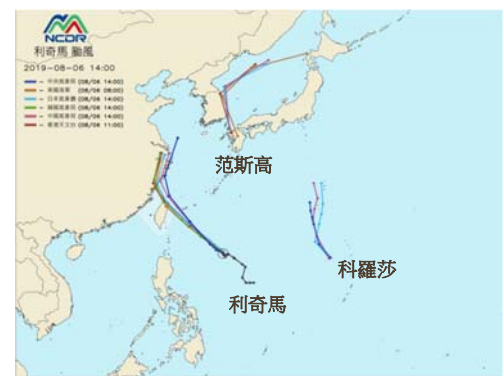 NCDR
利奇馬 颱風
2019-08-06 14:00
中央氣象局 (08/06 14:00)
美國海軍 (08/06 08:00)
日本氣象廳 (08/06 14:00)
韓國氣象局 (08/06 14:00)
中國氣象局 (08/06 14:00)
香港天文台 (08/06 11:00)
范斯高
科羅莎
利奇馬